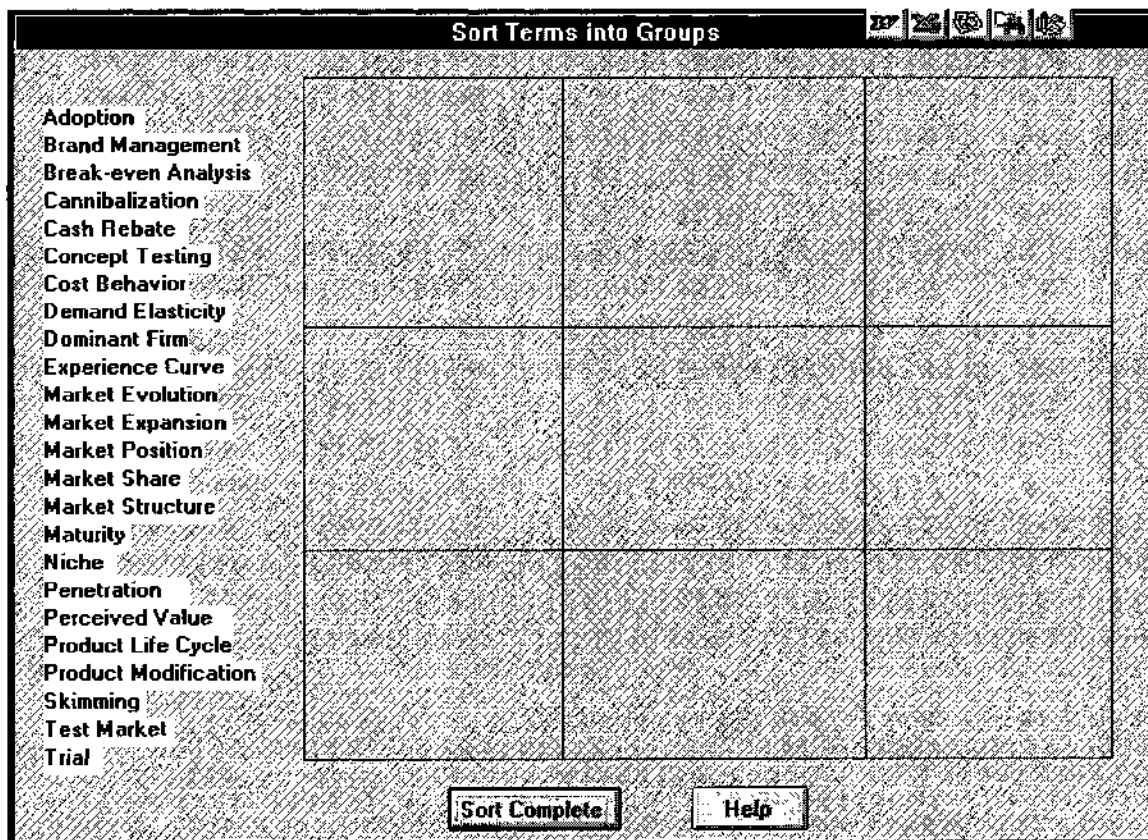 Sort Terms into Groups
Adoption
Brand Management
Break-even Analysis
Cannibalization
Cash Rebate
Concept Testing
Cost Behavior
Demand Elasticity
Dominant Firm
Experience Curve
Market Evolution
Market Expansion
Market Position
Market Share
Market Structure
Maturity
Niche
Penetration
Perceived Value
Product Life Cycle
Product Modification
Skimming
Test Market
Trial
Sort Complete
Help